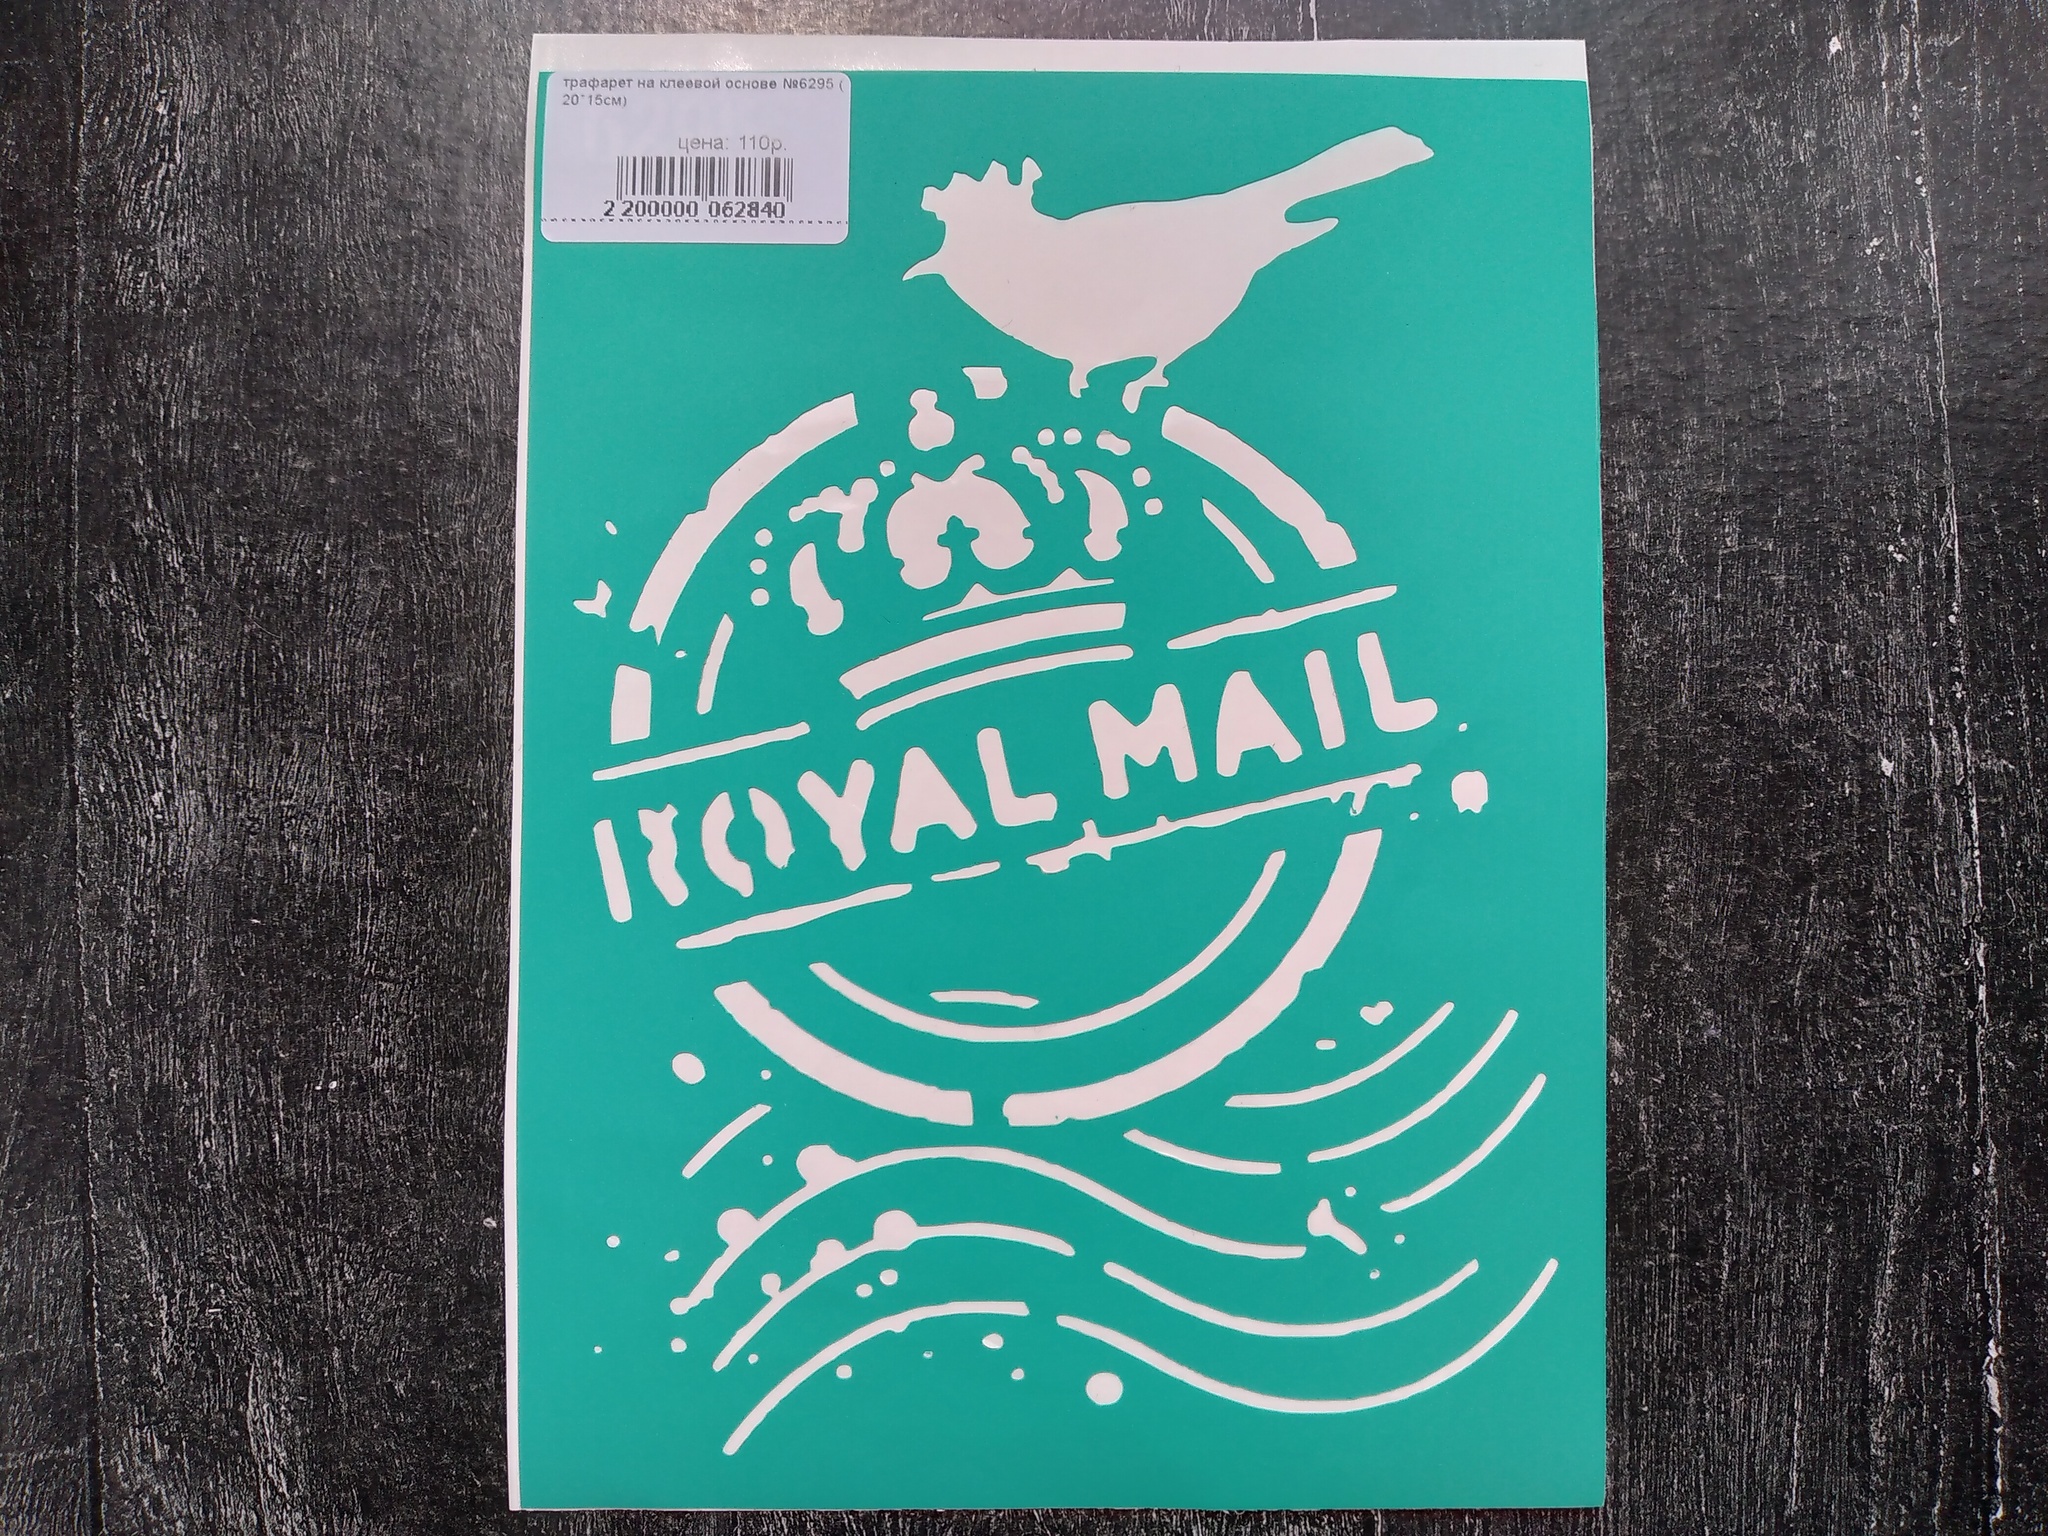 трафарет на клеевой основе №6295 (
20*15см)
цена: 110р.
2 200000 062840
ROYAL MAIL